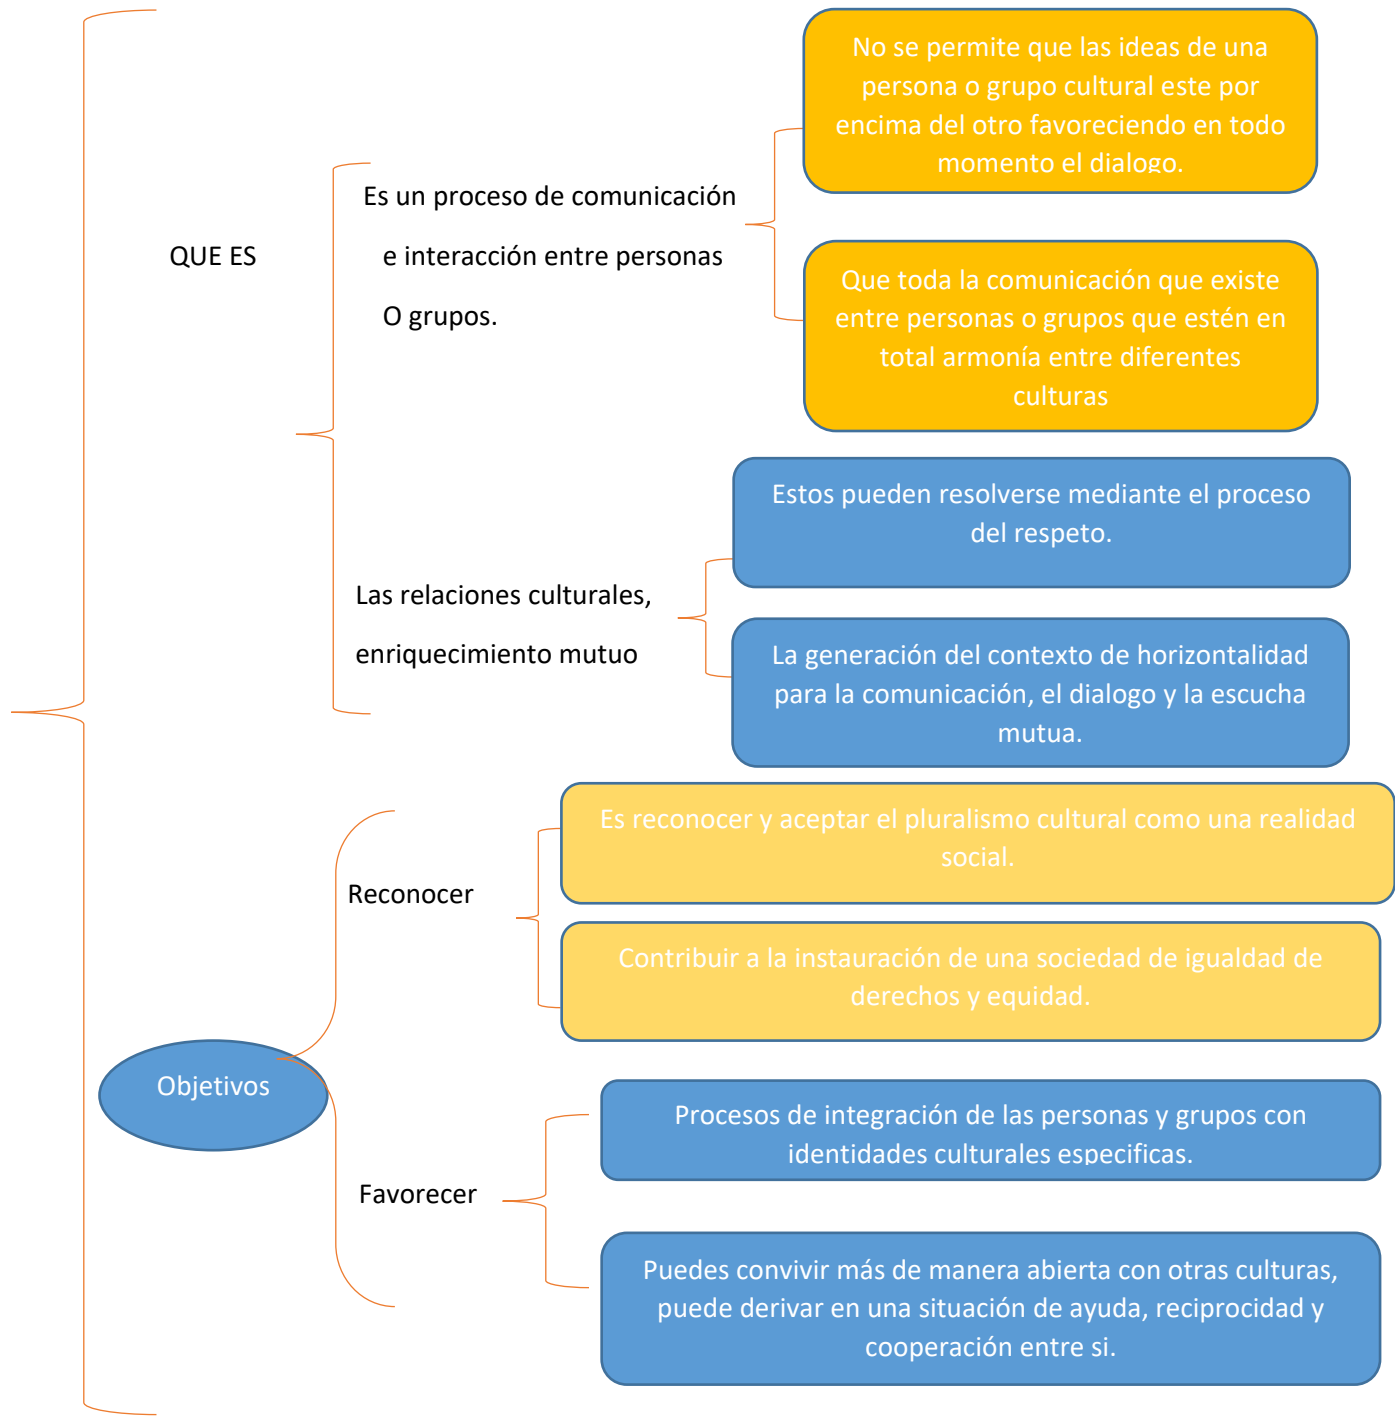 QUE ES
Es un proceso de comunicación
e interacción entre personas
O grupos.
No se permite que las ideas de una
persona o grupo cultural este por
encima del otro favoreciendo en todo
momento el dialogo.
Que toda la comunicación que existe
entre personas o grupos que estén en
total armonía entre diferentes
culturas
Las relaciones culturales,
enriquecimiento mutuo
Estos pueden resolverse mediante el proceso
del respeto.
La generación del contexto de horizontalidad
para la comunicación, el dialogo y la escucha
mutua.
Objetivos
Reconocer
Es reconocer y aceptar el pluralismo cultural como una realidad
social.
Contribuir a la instauración de una sociedad de igualdad de
derechos y equidad.
Favorecer
Procesos de integración de las personas y grupos con
identidades culturales especificas.
Puedes convivir más de manera abierta con otras culturas,
puede derivar en una situación de ayuda, reciprocidad y
cooperación entre si.